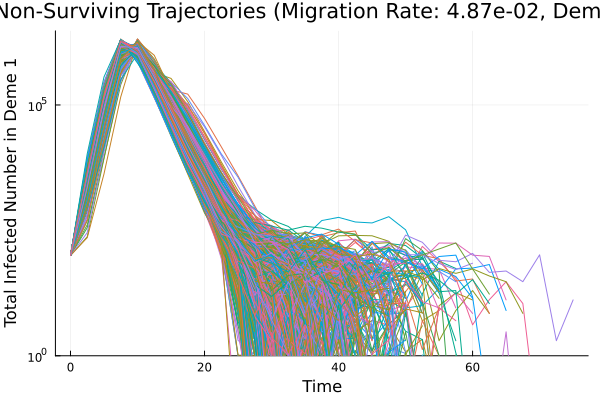 Non-Surviving Trajectories (Migration Rate: 4.87e-02, Dem
Total Infected Number in Deme 1
10^5
10^0
0 20 40 60
Time